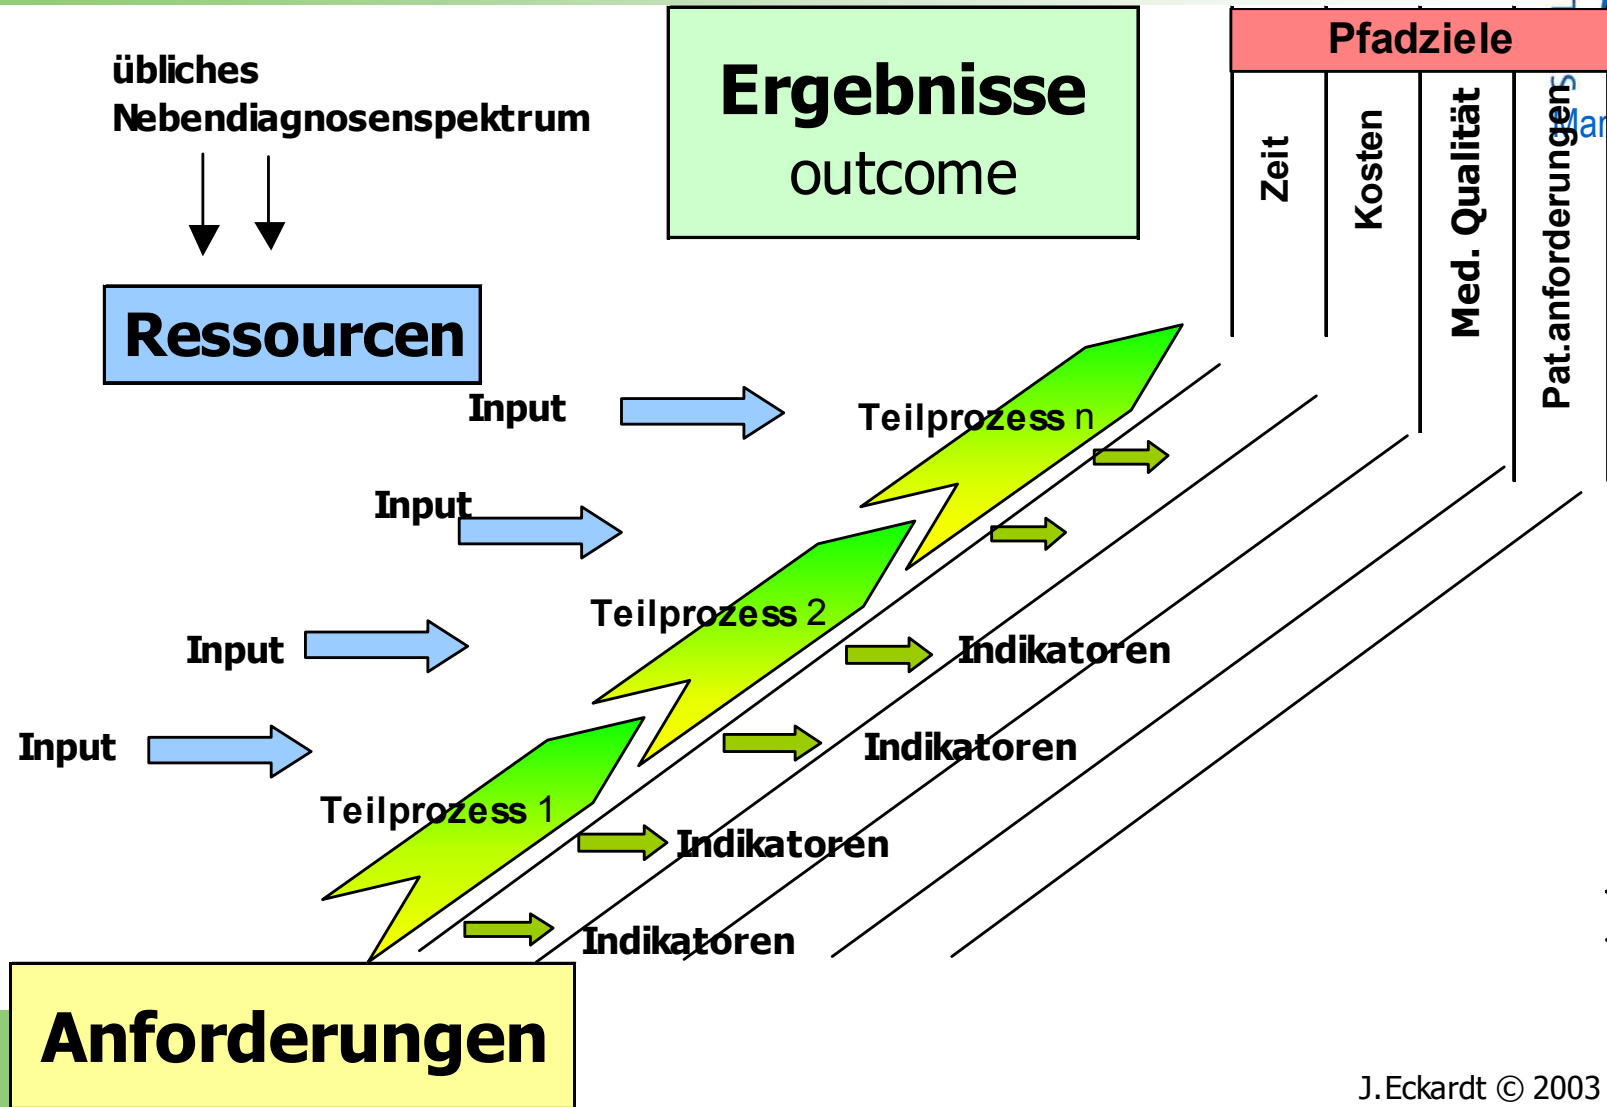 übliches
Nebendiagnosenspektrum
Ergebnisse
outcome
Pfadziele
Zeit
Kosten
Med. Qualität
Pat.anforderungen
Ressourcen
Input
Teilprozess n
Input
Teilprozess 2
Input
Indikatoren
Input
Indikatoren
Teilprozess 1
Indikatoren
Indikatoren
Anforderungen
J.Eckardt © 2003